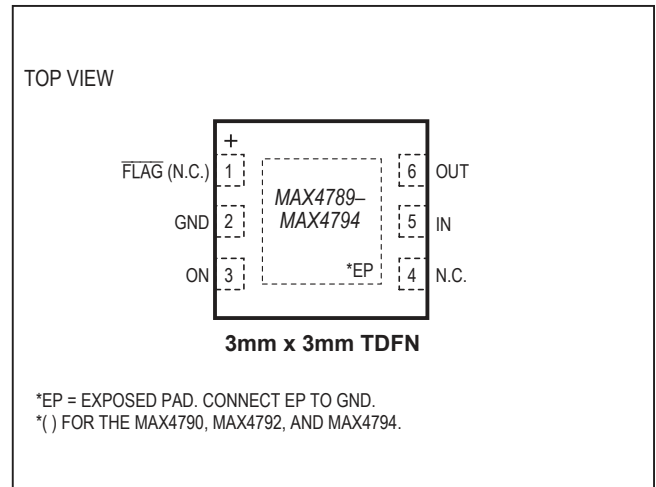 TOP VIEW
+
FLAG (N.C.) 1
GND 2
ON 3
MAX4789–
MAX4794
*EP
6 OUT
5 IN
4 N.C.
3mm x 3mm TDFN
*EP = EXPOSED PAD. CONNECT EP TO GND.
*( ) FOR THE MAX4790, MAX4792, AND MAX4794.